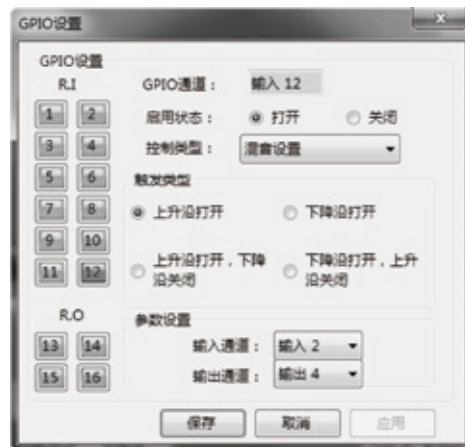 GPIO设置
GPIO设置
R.I
1 2
3 4
5 6
7 8
9 10
11 12
R.O
13 14
15 16
GPIO通道： 输入 12
启用状态： 打开 关闭
控制类型： 混音设置
触发类型
上升沿打开 下降沿打开
上升沿打开，下降
沿关闭
下降沿打开，上升
沿关闭
参数设置
输入通道： 输入 2
输出通道： 输出 4
保存 取消 应用